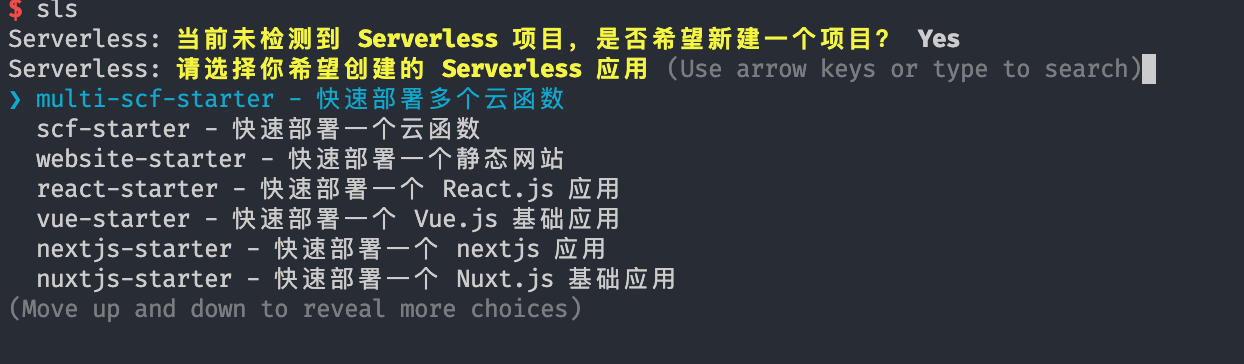 $ sls
Serverless: 当前未检测到 Serverless 项目，是否希望新建一个项目？ Yes
Serverless: 请选择你希望创建的 Serverless 应用 (Use arrow keys or type to search)
❯ multi-scf-starter - 快速部署多个云函数
scf-starter - 快速部署一个云函数
website-starter - 快速部署一个静态网站
react-starter - 快速部署一个 React.js 应用
vue-starter - 快速部署一个 Vue.js 基础应用
nextjs-starter - 快速部署一个 nextjs 应用
nuxtjs-starter - 快速部署一个 Nuxt.js 基础应用
(Move up and down to reveal more choices)